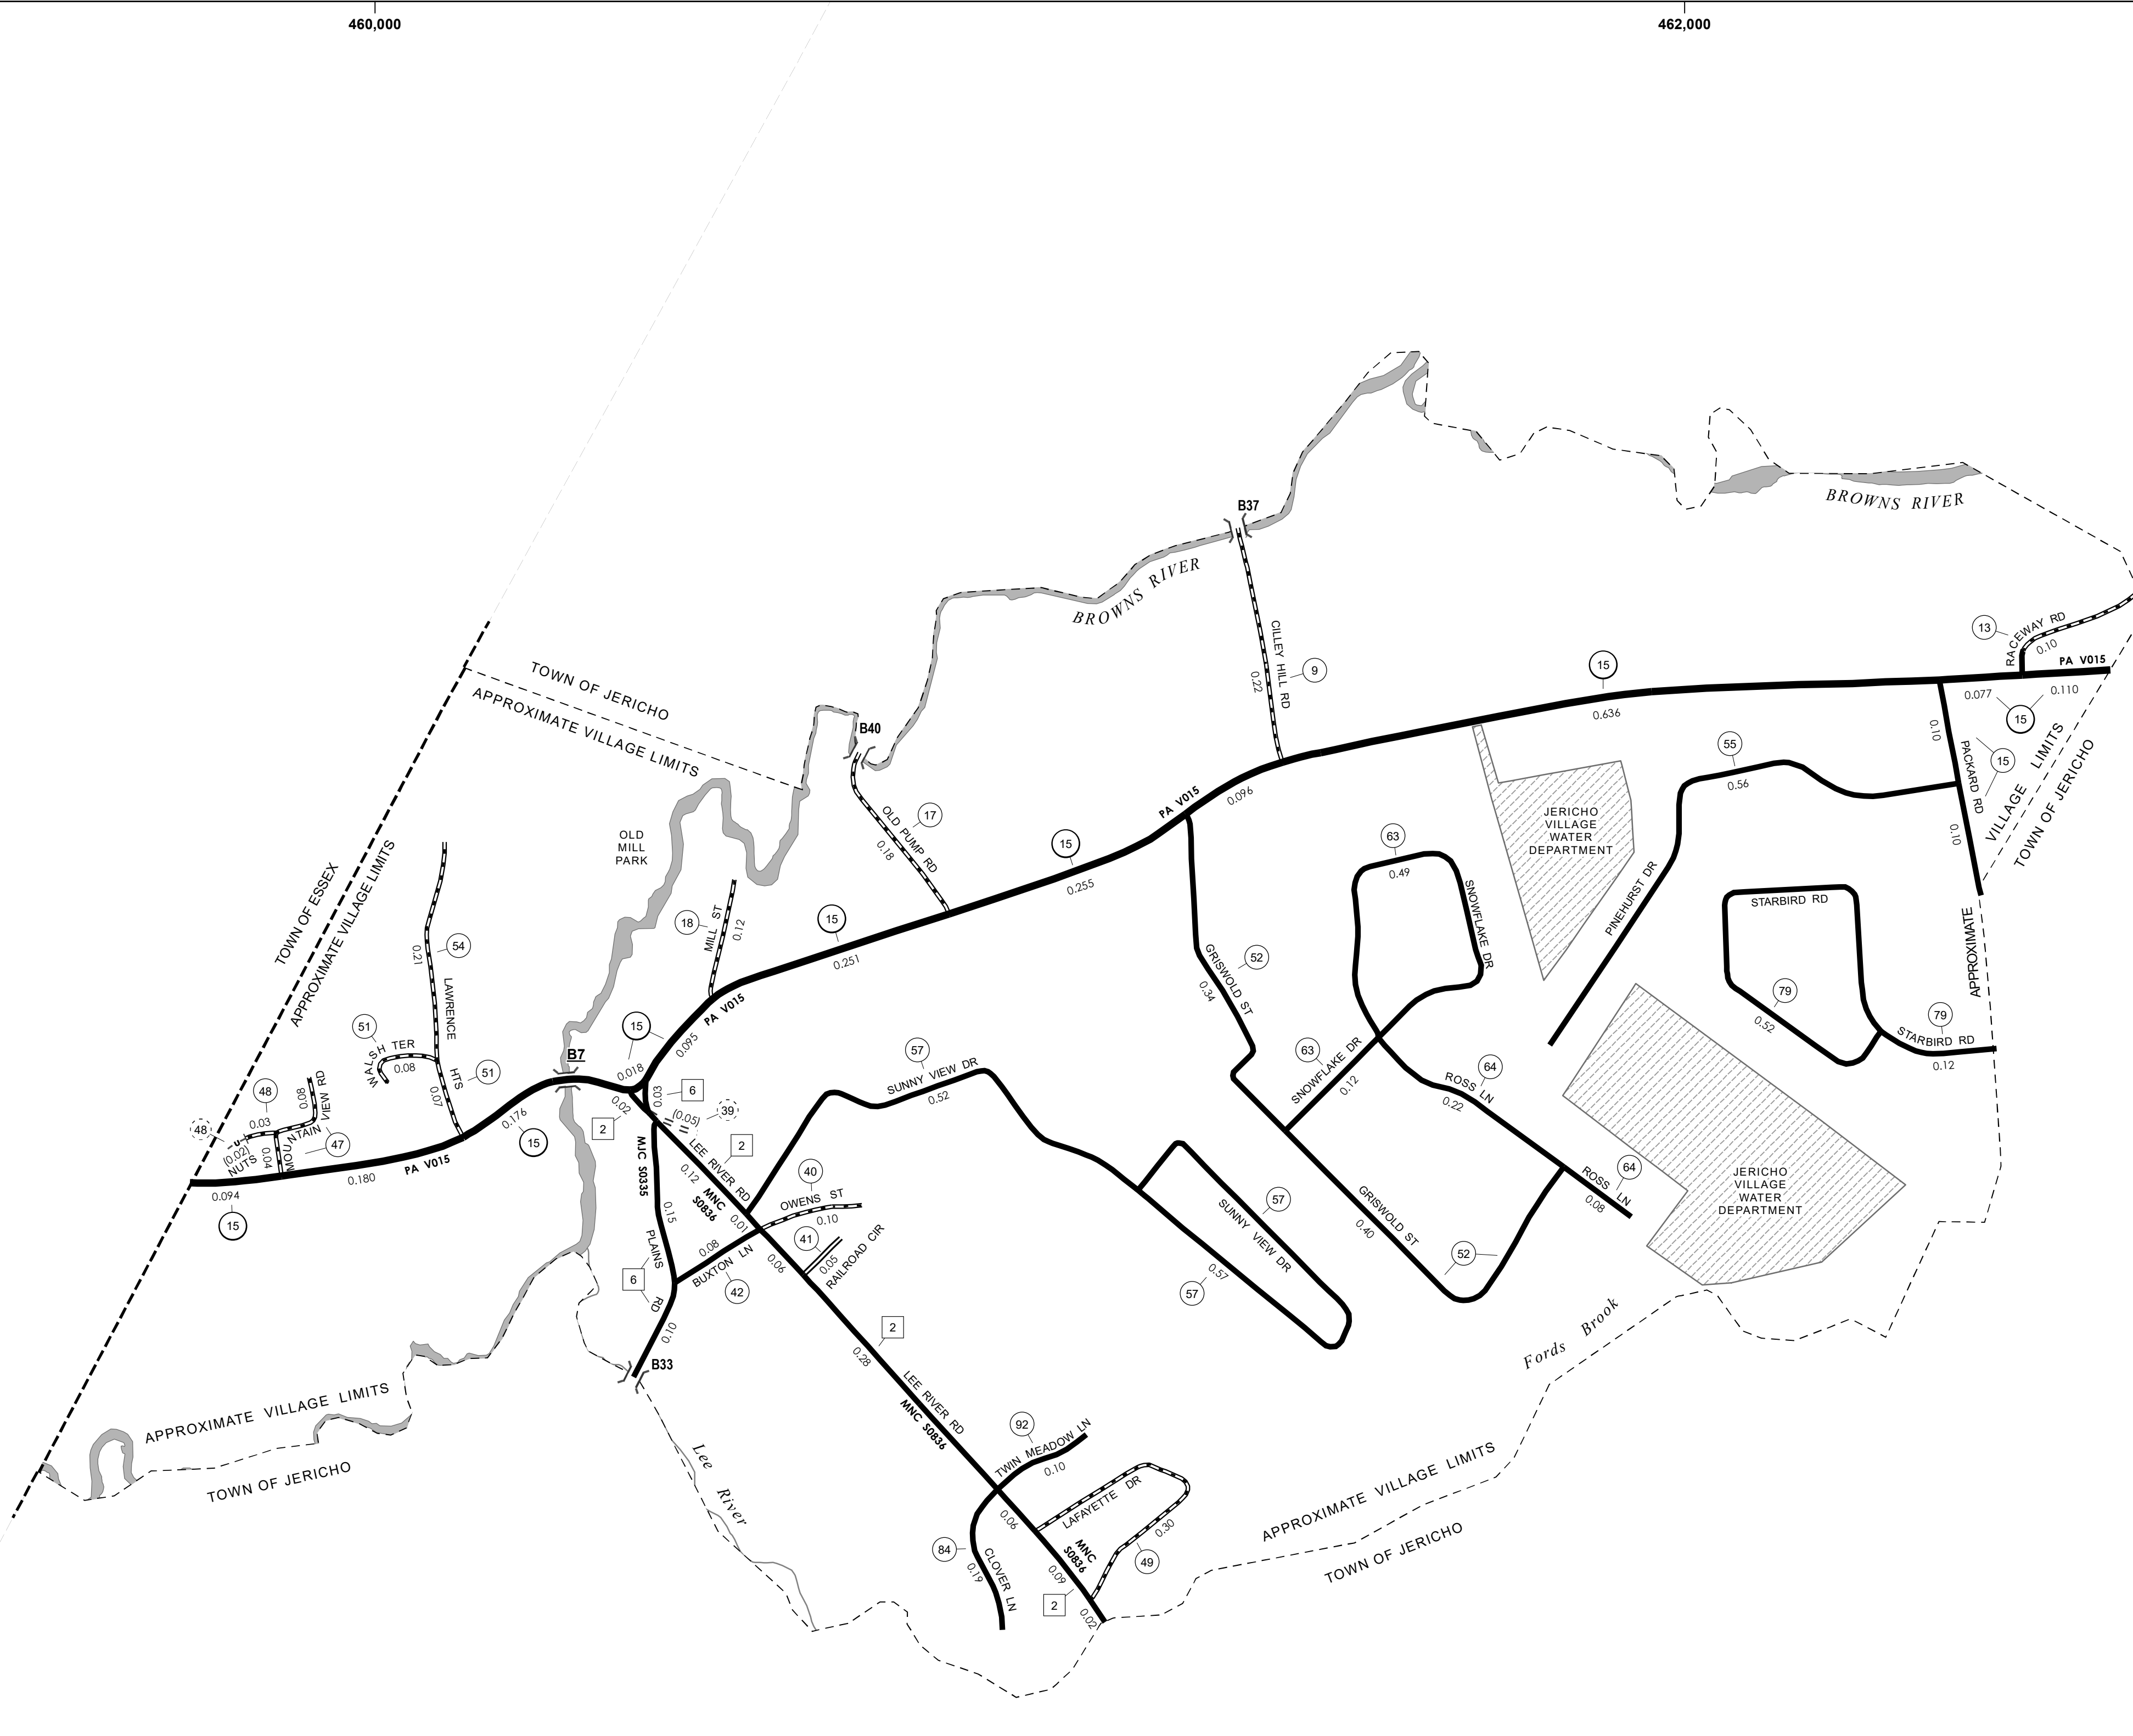 460,000
462,000
B37
BROWNS RIVER
BROWNS RIVER
CILLEY HILL RD
0.22
9
13
RACEWAY RD
0.10
PA V015
0.077
0.110
15
15
0.636
TOWN OF JERICHO
APPROXIMATE VILLAGE LIMITS
B40
17
OLD PUMP RD
0.18
OLD
MILL
PARK
18
MILL ST
0.12
15
0.251
15
0.255
PA V015
0.096
0.10
PACKARD RD
15
0.10
VILLAGE LIMITS
TOWN OF JERICHO
APPROXIMATE
55
0.56
PINEHURST DR
JERICHO
VILLAGE
WATER
DEPARTMENT
63
0.49
SNOWFLAKE DR
STARBIRD RD
79
0.52
79
STARBIRD RD
0.12
52
GRISWOLD ST
0.34
63
SNOWFLAKE DR
0.12
64
ROSS LN
0.22
64
ROSS LN
0.08
JERICHO
VILLAGE
WATER
DEPARTMENT
GRISWOLD ST
0.40
52
TOWN OF ESSEX
APPROXIMATE VILLAGE LIMITS
54
0.21
LAWRENCE
HTS
51
0.07
51
WALSH TER
0.08
48
0.03
0.08
MOUNTAIN VIEW RD
47
48
(0.02)
NUTS
0.04
0.094
15
0.180
PA V015
0.176
15
B7
15
0.018
0.095
PA V015
0.03
6
0.02
2
(0.05)
39
2
LEE RIVER RD
0.12
MNC
S0836
0.01
MJC S0335
0.15
PLAINS
RD
6
0.10
B33
0.08
BUXTON LN
42
40
OWENS ST
0.10
41
0.05
RAILROAD CIR
0.06
57
SUNNY VIEW DR
0.52
57
SUNNY VIEW DR
0.57
57
2
0.28
LEE RIVER RD
MNC S0836
92
TWIN MEADOW LN
0.10
0.06
LAFAYETTE DR
0.30
49
MNC
S0836
0.09
2
0.02
84
CLOVER LN
0.19
Lee
River
Fords Brook
APPROXIMATE VILLAGE LIMITS
TOWN OF JERICHO
APPROXIMATE VILLAGE LIMITS
TOWN OF JERICHO